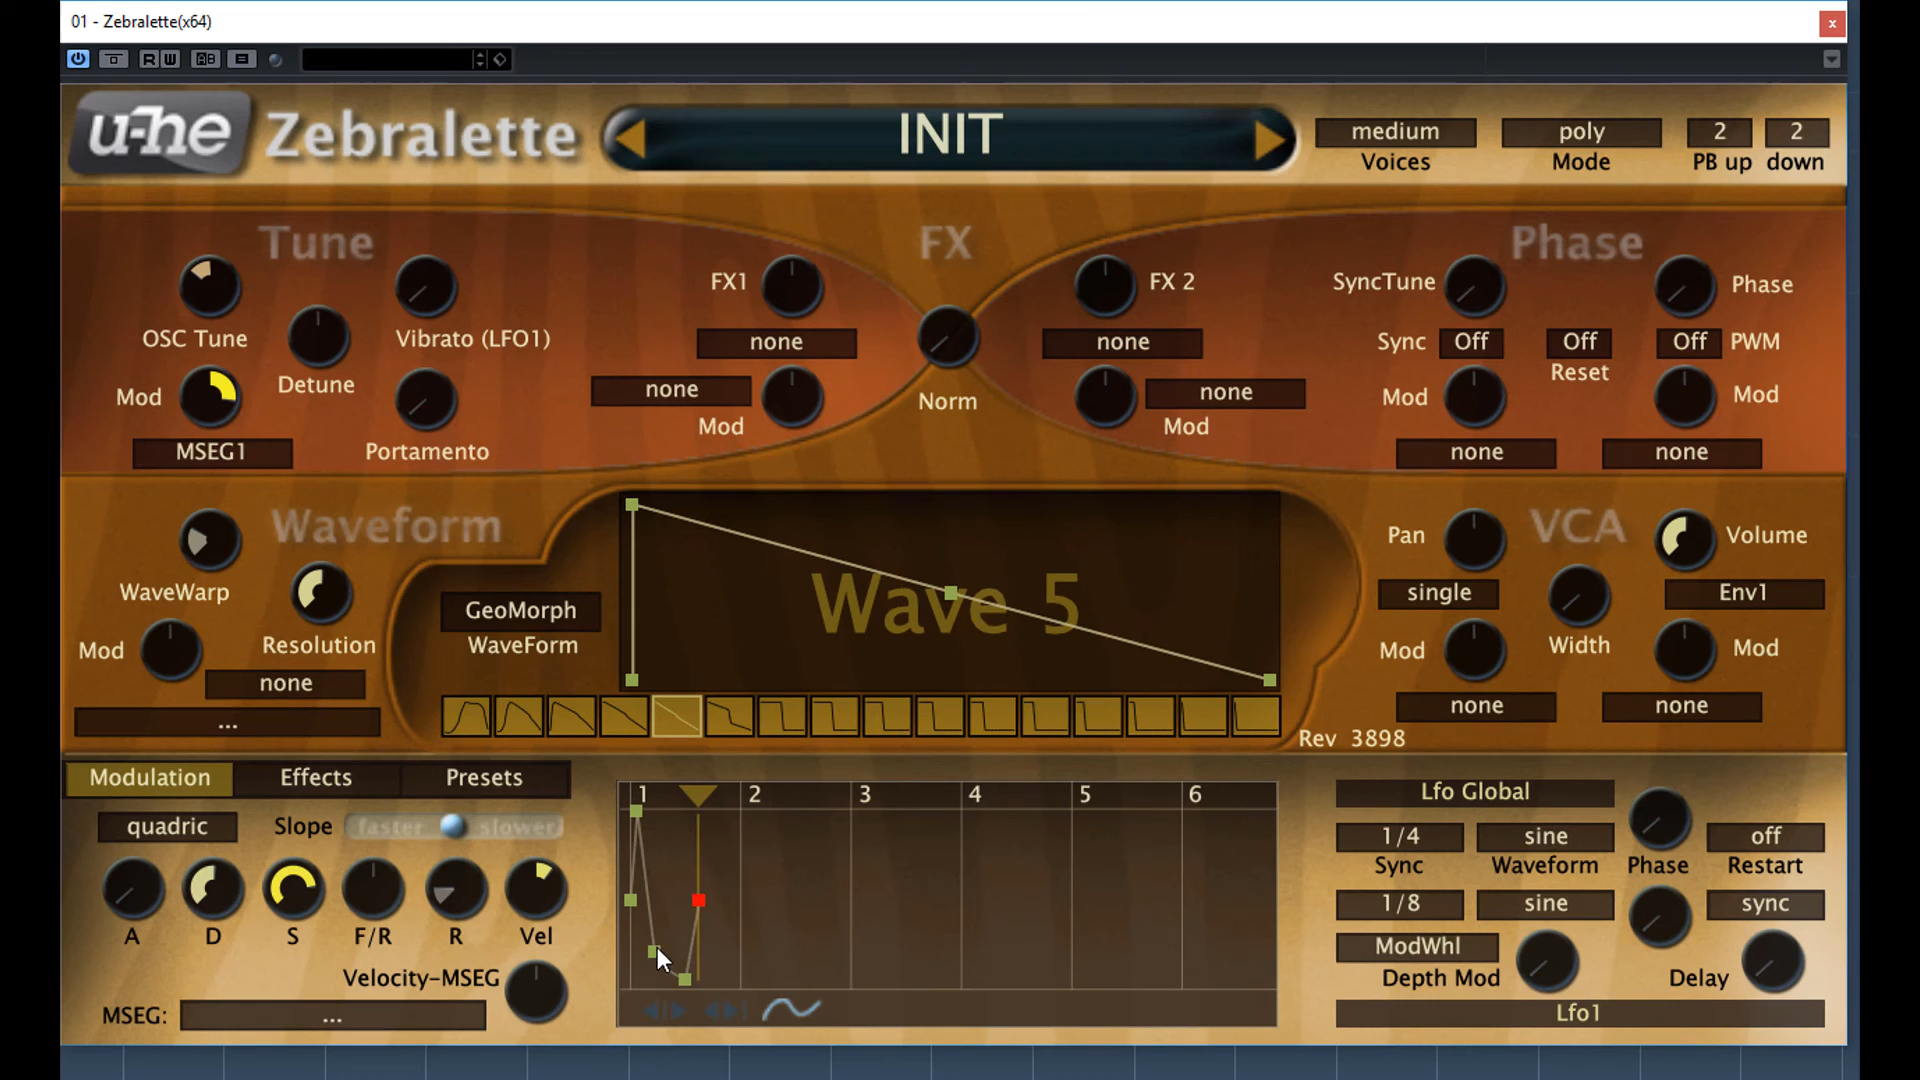 01 - Zebralette(x64)
R W AB
u-he Zebralette INIT medium poly 2 2
Voices Mode PB up down
Tune FX Phase
FX1 FX 2 SyncTune Phase
OSC Tune Vibrato (LFO1) none none Sync Off Off Off PWM
Detune Reset
Mod none none Mod Mod
Norm
MSEG1 Portamento Mod Mod none none
Waveform Wave 5 Pan VCA Volume
WaveWarp GeoMorph single Env1
Mod Resolution WaveForm Mod Width Mod
none none none
... Rev 3898
Modulation Effects Presets 1 2 3 4 5 6 Lfo Global
quadric Slope faster slower 1/4 sine off
Sync Waveform Phase Restart
A D S F/R R Vel 1/8 sine sync
ModWhl
Velocity-MSEG Depth Mod Delay
MSEG: ... Lfo1